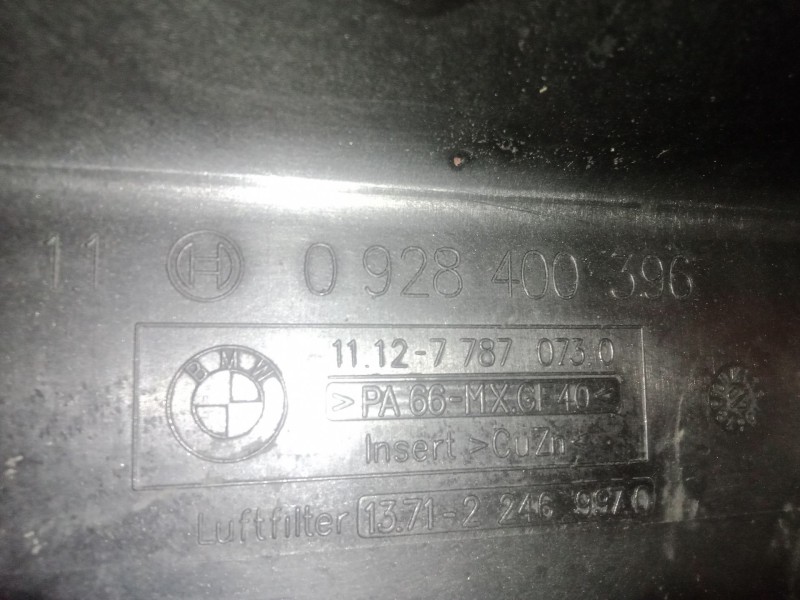 11 0 928 400 396
BMW
11.12-7 787 073 0
>PA 66-MX.GF 40<
Insert >CuZn<
Luftfilter 13.71-2 246 997.0